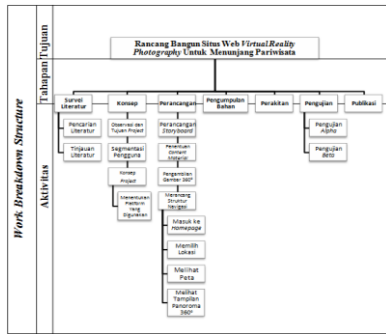 Work Breakdown Structure
Tujuan
Rancang Bangun Situs Web Virtual Reality
Photography Untuk Menunjang Pariwisata
Tahapan
Survei
Literatur
Konsep
Perancangan
Pengumpulan
Bahan
Perakitan
Pengujian
Publikasi
Aktivitas
Pencarian
Literatur
Tinjauan
Literatur
Observasi dan
Tujuan Project
Segmentasi
Pengguna
Konsep
Project
Menentukan
Platform
Yang
Digunakan
Perancangan
Storyboard
Penentuan
Content
Material
Pengambilan
Gambar 360°
Merancang
Struktur
Navigasi
Masuk ke
Homepage
Memilih
Lokasi
Melihat
Peta
Melihat
Tampilan
Panoroma
360°
Pengujian
Alpha
Pengujian
Beta